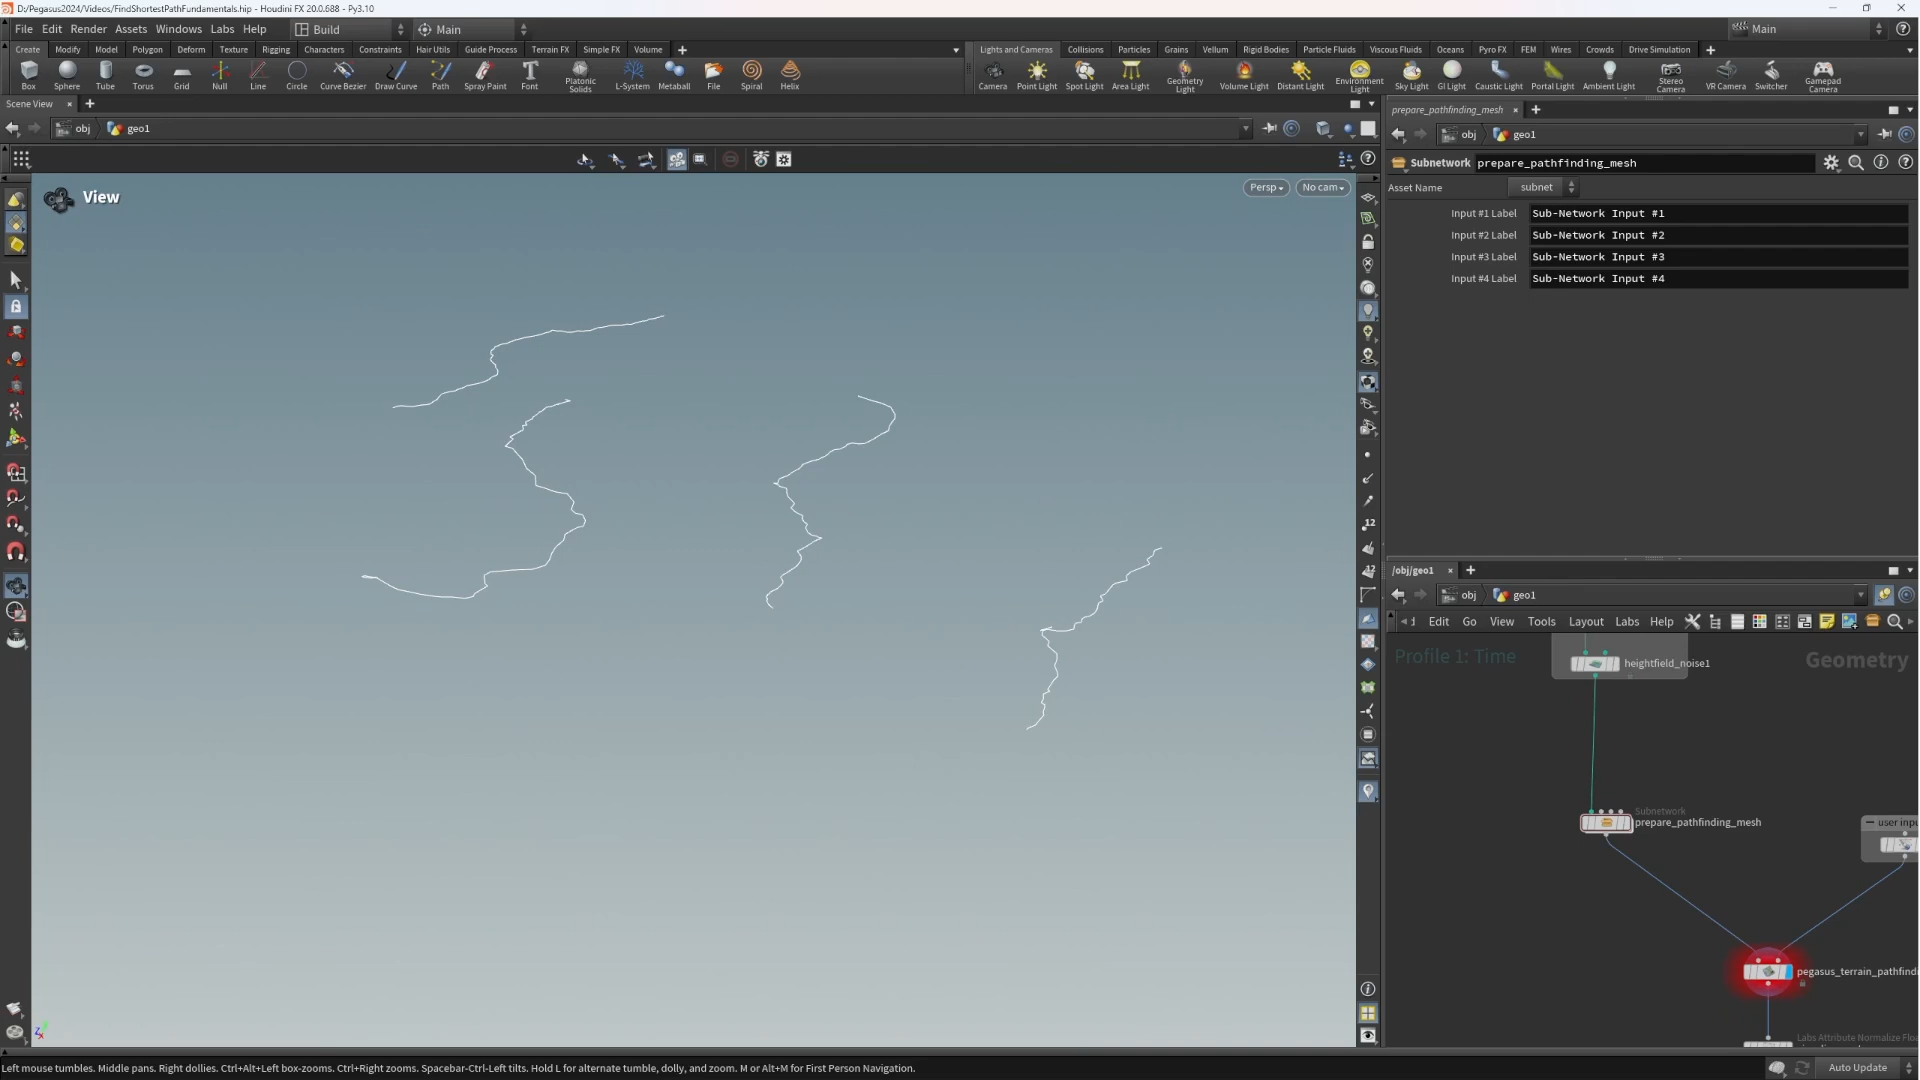 D:/Pegasus2024/Videos/FindShortestPathFundamentals.hip - Houdini FX 20.0.688 - Py3.10
File Edit Render Assets Windows Labs Help Build Main Main
Create Modify Model Polygon Deform Texture Rigging Characters Constraints Hair Utils Guide Process Terrain FX Simple FX Volume
Lights and Cameras Collisions Particles Grains Vellum Rigid Bodies Particle Fluids Viscous Fluids Oceans Pyro FX FEM Wires Crowds Drive Simulation
Box Sphere Tube Torus Grid Null Line Circle Curve Bezier Draw Curve Path Spray Paint Font Platonic Solids L-System Metaball File Spiral Helix
Camera Point Light Spot Light Area Light Geometry Light Volume Light Distant Light Environment Light Sky Light GI Light Caustic Light Portal Light Ambient Light Stereo Camera VR Camera Switcher Gamepad Camera
Scene View
obj geo1
View
Persp No cam
12
12
prepare_pathfinding_mesh
obj geo1
Subnetwork prepare_pathfinding_mesh
Asset Name subnet
Input #1 Label Sub-Network Input #1
Input #2 Label Sub-Network Input #2
Input #3 Label Sub-Network Input #3
Input #4 Label Sub-Network Input #4
/obj/geo1
obj geo1
Edit Go View Tools Layout Labs Help
Profile 1: Time
Geometry
heightfield_noise1
Subnetwork
prepare_pathfinding_mesh
user inpu
pegasus_terrain_pathfind
Labs Attribute Normalize Floa
Left mouse tumbles. Middle pans. Right dollies. Ctrl+Alt+Left box-zooms. Ctrl+Right zooms. Spacebar-Ctrl-Left tilts. Hold L for alternate tumble, dolly, and zoom. M or Alt+M for First Person Navigation.
Auto Update